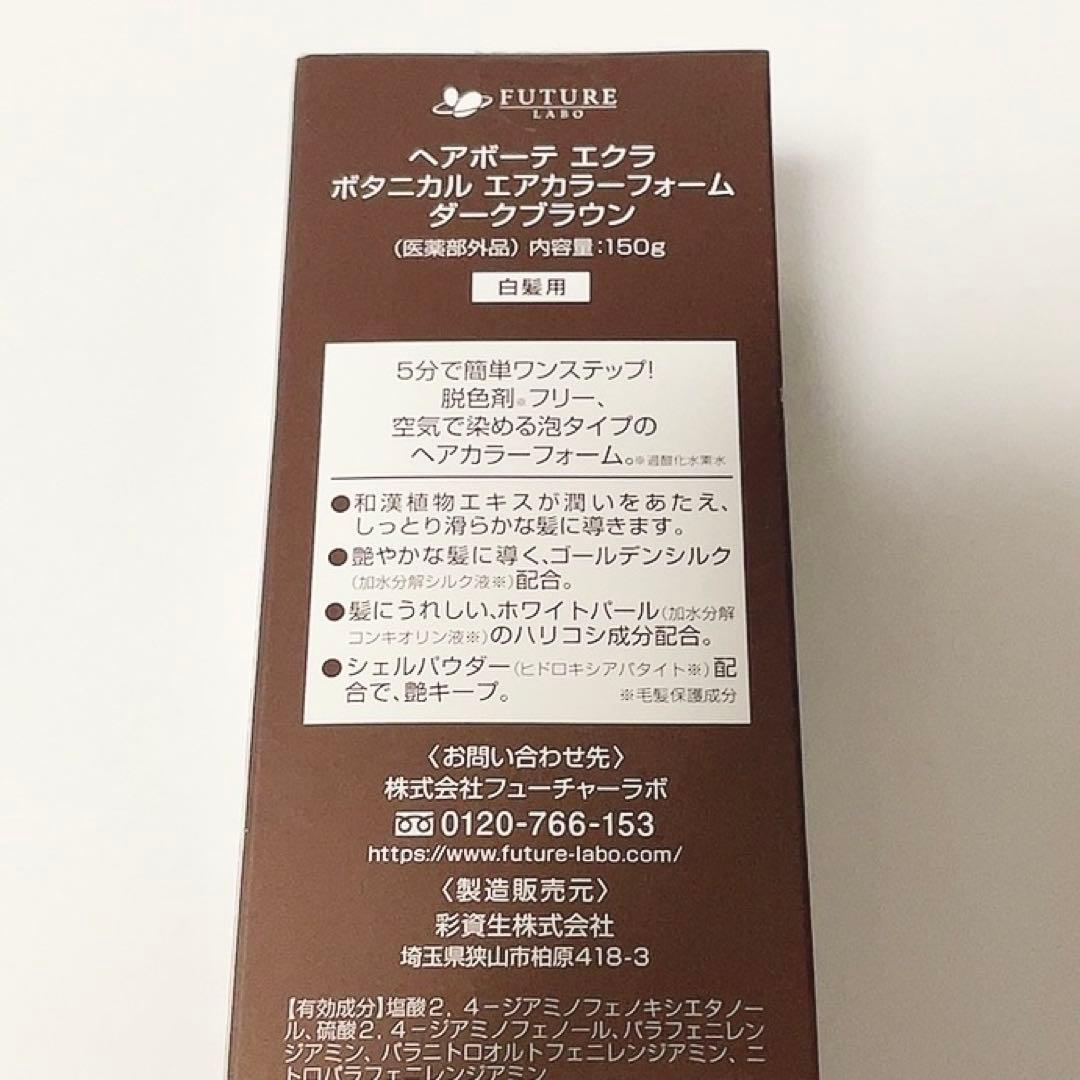 FUTURE
LABO
ヘアボーテ エクラ
ボタニカル エアカラーフォーム
ダークブラウン
(医薬部外品) 内容量:150g
白髪用
5分で簡単ワンステップ!
脱色剤※フリー、
空気で染める泡タイプの
ヘアカラーフォーム。※過酸化水素水
●和漢植物エキスが潤いをあたえ、
しっとり滑らかな髪に導きます。
●艶やかな髪に導く、ゴールデンシルク
(加水分解シルク液※)配合。
●髪にうれしい、ホワイトパール(加水分解
コンキオリン液※)のハリコシ成分配合。
●シェルパウダー(ヒドロキシアパタイト※)配
合で、艶キープ。 ※毛髪保護成分
〈お問い合わせ先〉
株式会社フューチャーラボ
0120-766-153
https://www.future-labo.com/
〈製造販売元〉
彩資生株式会社
埼玉県狭山市柏原418-3
【有効成分】塩酸2,4-ジアミノフェノキシエタノー
ル、硫酸2,4-ジアミノフェノール、パラフェニレン
ジアミン、パラニトロオルトフェニレンジアミン、ニ
トロパラフェニレンジアミン